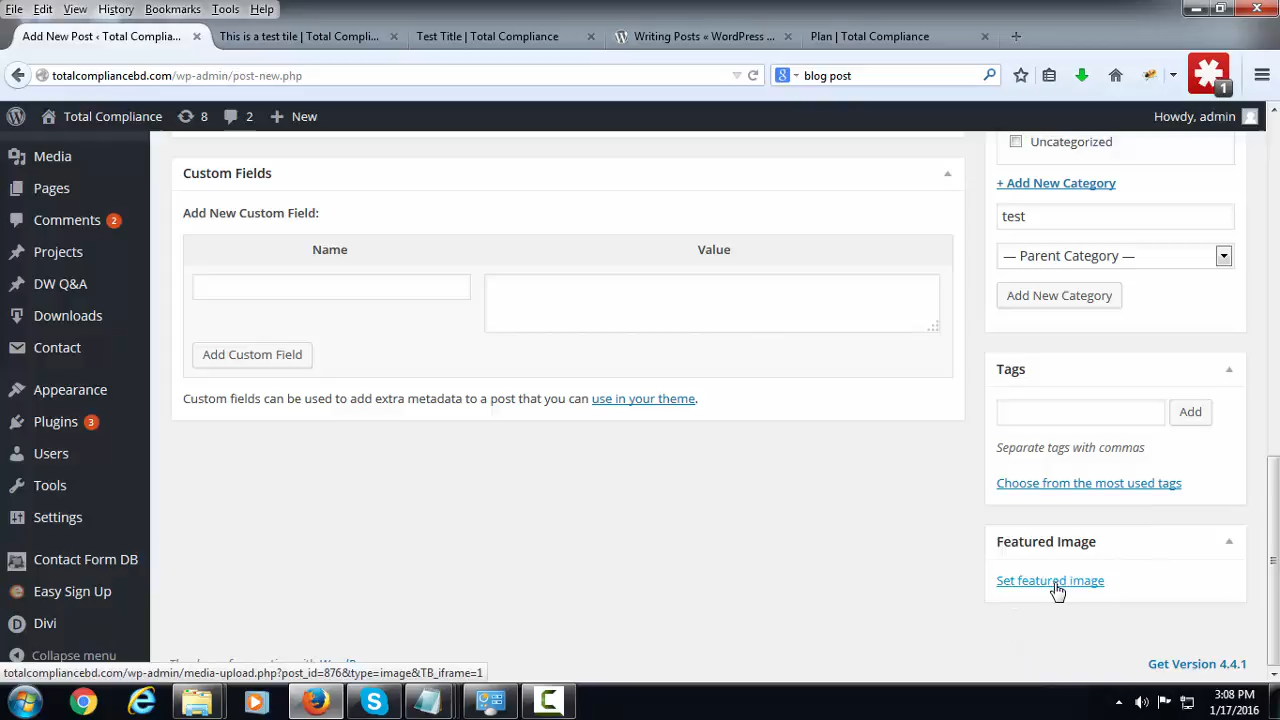 File Edit View History Bookmarks Tools Help
Add New Post ‹ Total Complia... × This is a test tile | Total Compli... × Test Title | Total Compliance × Writing Posts « WordPress ... × Plan | Total Compliance × +
totalcompliancebd.com/wp-admin/post-new.php blog post 1
Total Compliance 8 2 + New Howdy, admin
Media
Pages
Comments 2
Projects
DW Q&A
Downloads
Contact
Appearance
Plugins 3
Users
Tools
Settings
Contact Form DB
Easy Sign Up
Divi
Collapse menu
Custom Fields
Add New Custom Field:
Name Value
Add Custom Field
Custom fields can be used to add extra metadata to a post that you can use in your theme.
Uncategorized
+ Add New Category
test
— Parent Category —
Add New Category
Tags
Add
Separate tags with commas
Choose from the most used tags
Featured Image
Set featured image
Get Version 4.4.1
totalcompliancebd.com/wp-admin/media-upload.php?post_id=876&type=image&TB_iframe=1
3:08 PM
1/17/2016